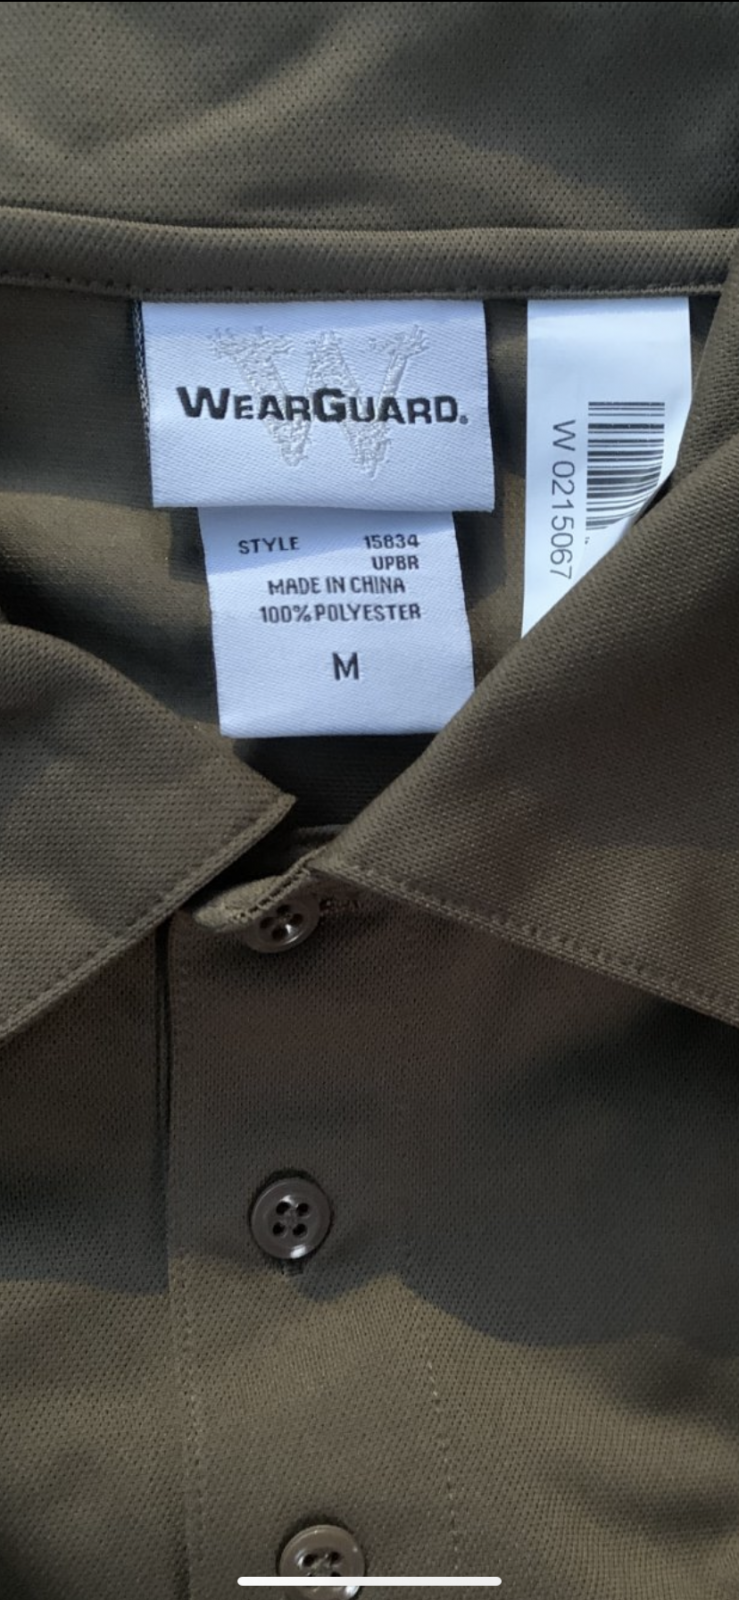 WEARGUARD®
STYLE 15834
UPBR
MADE IN CHINA
100% POLYESTER
M
W 0215067